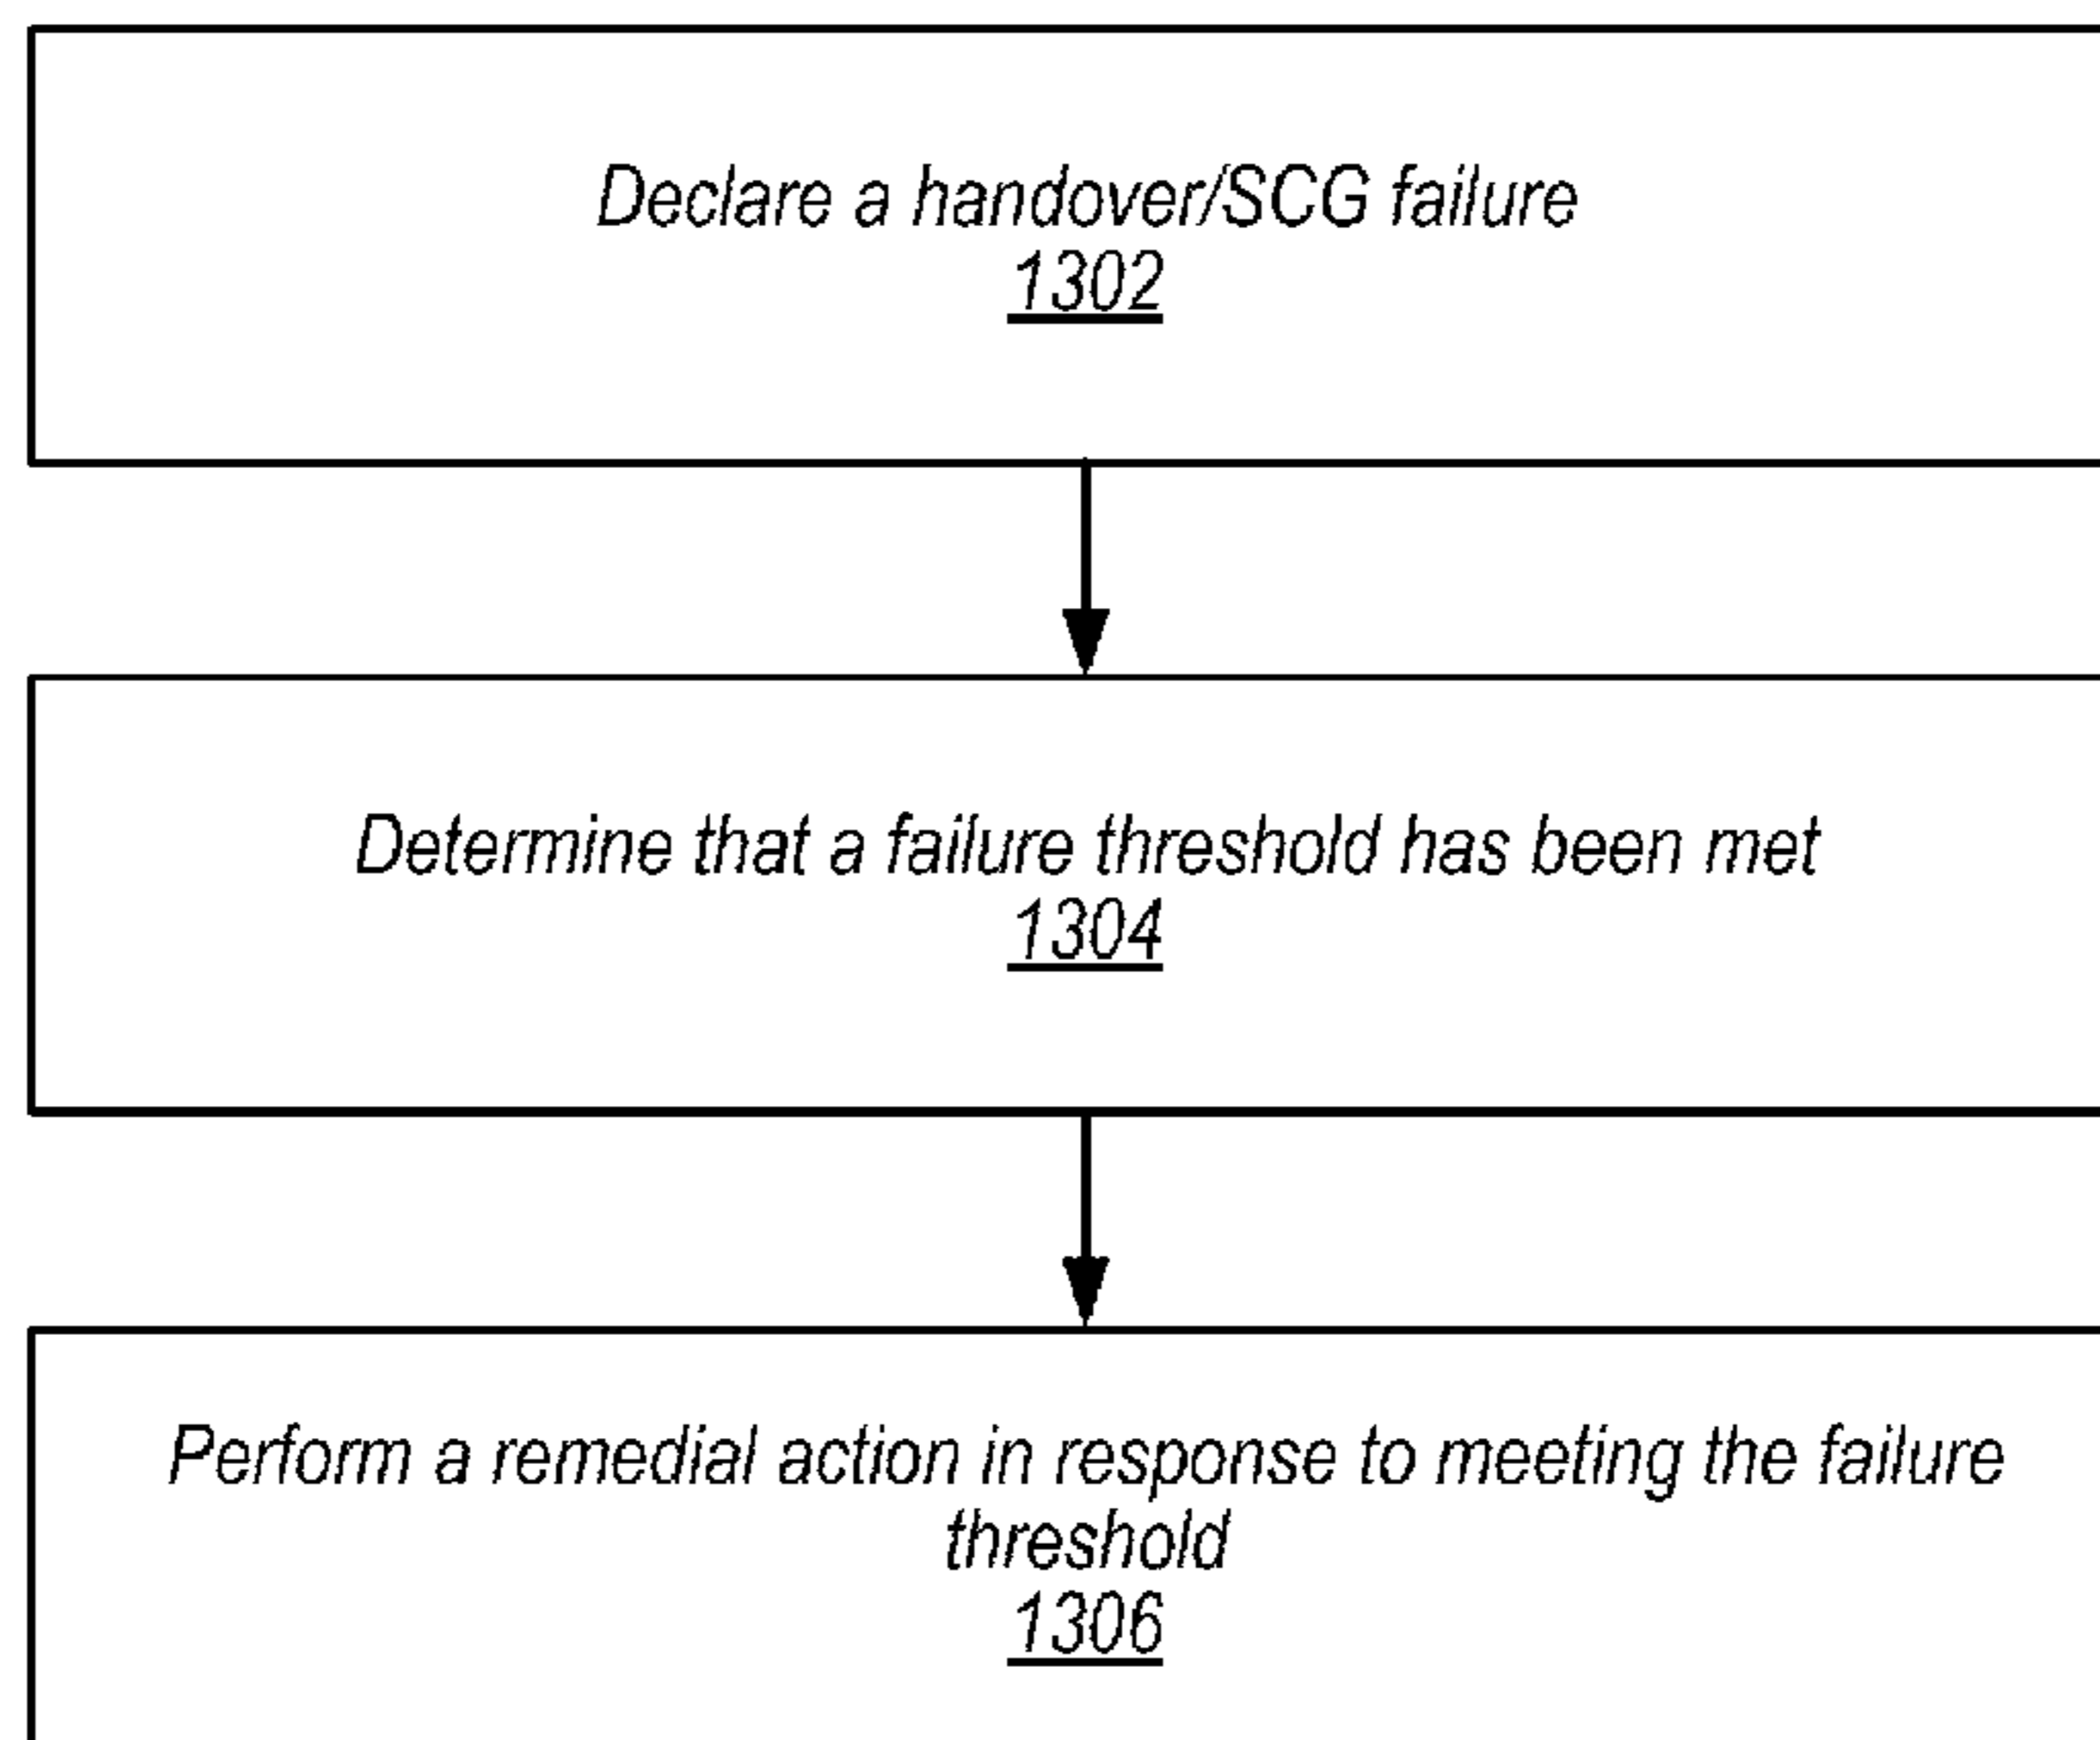 Declare a handover/SCG failure
1302
Determine that a failure threshold has been met
1304
Perform a remedial action in response to meeting the failure
threshold
1306